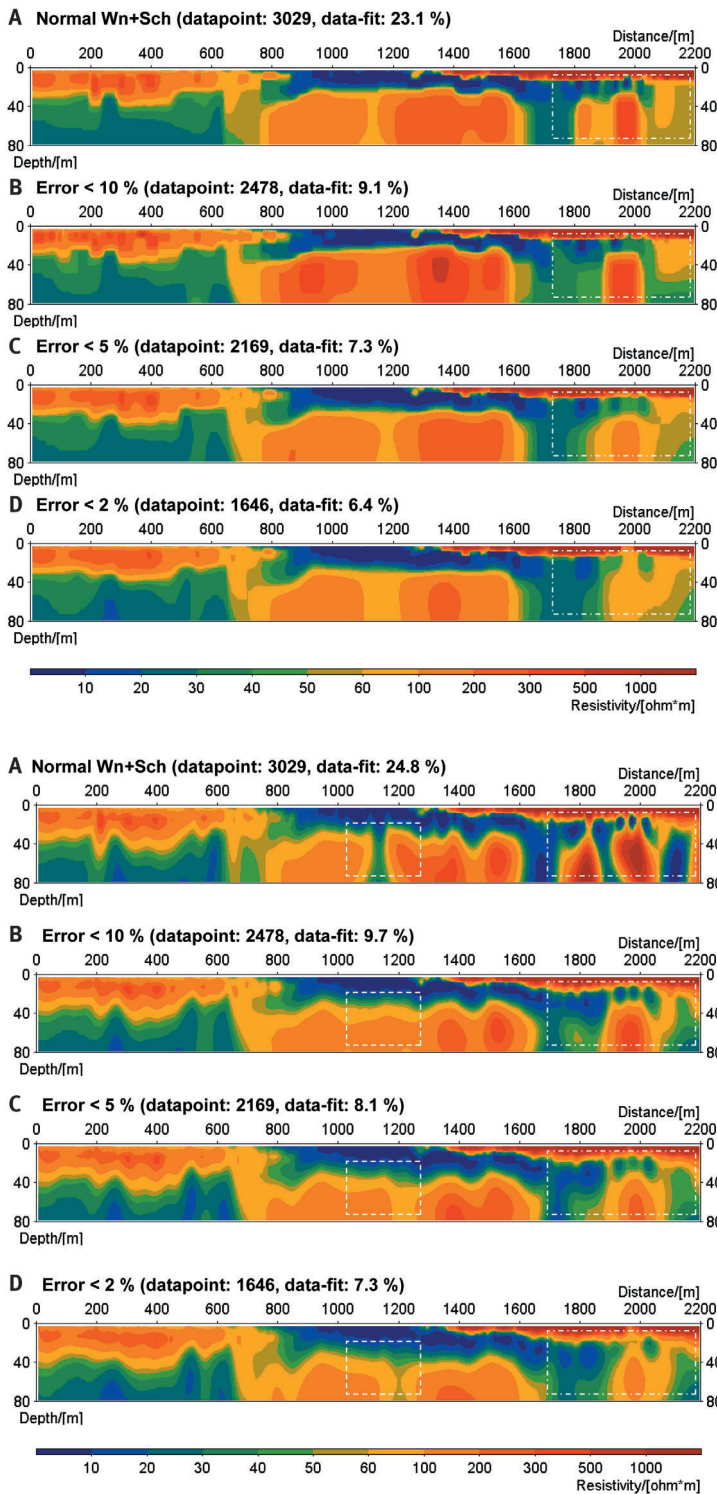 A Normal Wn+Sch (datapoint: 3029, data-fit: 23.1 %)
Distance/[m]
0 200 400 600 800 1000 1200 1400 1600 1800 2000 2200
0 0
40 40
80 80
Depth/[m]
B Error < 10 % (datapoint: 2478, data-fit: 9.1 %)
Distance/[m]
0 200 400 600 800 1000 1200 1400 1600 1800 2000 2200
0 0
40 40
80 80
Depth/[m]
C Error < 5 % (datapoint: 2169, data-fit: 7.3 %)
Distance/[m]
0 200 400 600 800 1000 1200 1400 1600 1800 2000 2200
0 0
40 40
80 80
Depth/[m]
D Error < 2 % (datapoint: 1646, data-fit: 6.4 %)
Distance/[m]
0 200 400 600 800 1000 1200 1400 1600 1800 2000 2200
0 0
40 40
80 80
Depth/[m]
10 20 30 40 50 60 100 200 300 500 1000
Resistivity/[ohm*m]
A Normal Wn+Sch (datapoint: 3029, data-fit: 24.8 %)
Distance/[m]
0 200 400 600 800 1000 1200 1400 1600 1800 2000 2200
0 0
40 40
80 80
Depth/[m]
B Error < 10 % (datapoint: 2478, data-fit: 9.7 %)
Distance/[m]
0 200 400 600 800 1000 1200 1400 1600 1800 2000 2200
0 0
40 40
80 80
Depth/[m]
C Error < 5 % (datapoint: 2169, data-fit: 8.1 %)
Distance/[m]
0 200 400 600 800 1000 1200 1400 1600 1800 2000 2200
0 0
40 40
80 80
Depth/[m]
D Error < 2 % (datapoint: 1646, data-fit: 7.3 %)
Distance/[m]
0 200 400 600 800 1000 1200 1400 1600 1800 2000 2200
0 0
40 40
80 80
Depth/[m]
10 20 30 40 50 60 100 200 300 500 1000
Resistivity/[ohm*m]